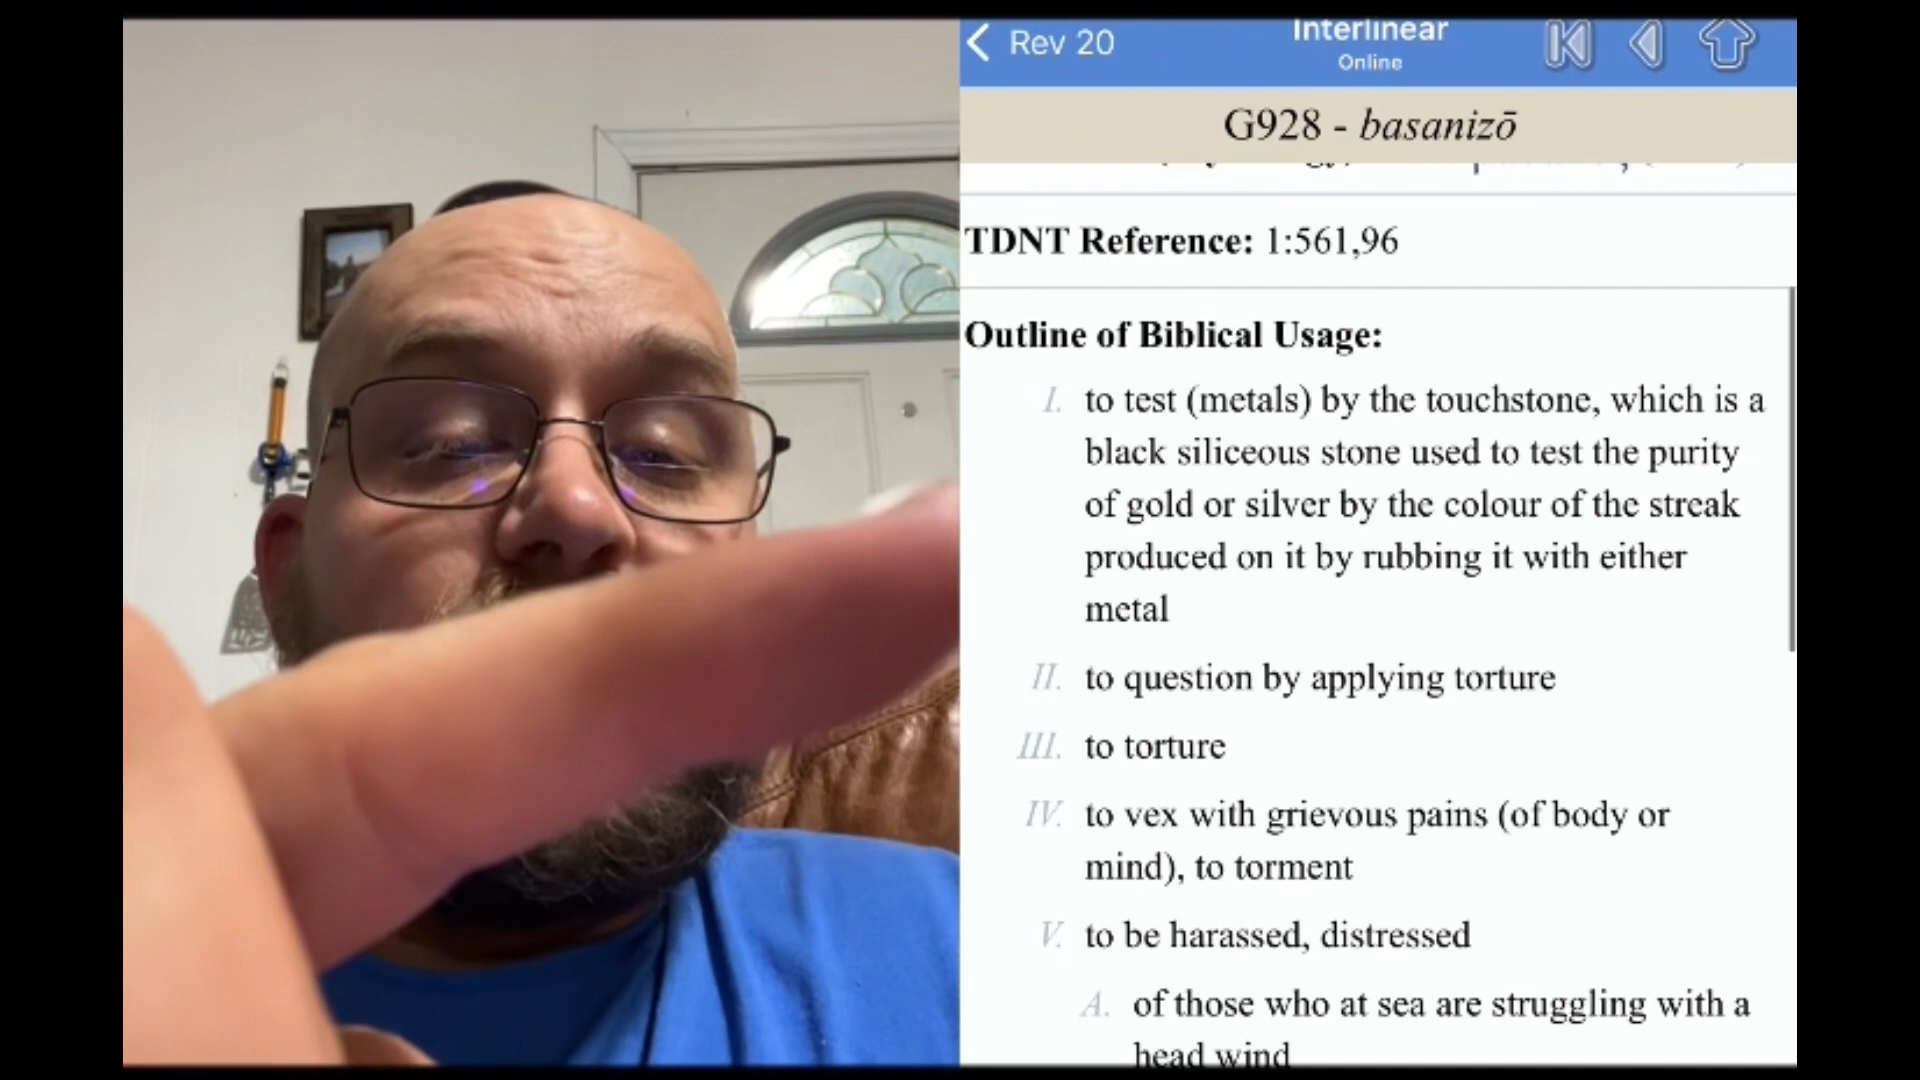 Rev 20
Interlinear
Online
G928 - basanizō
TDNT Reference: 1:561,96
Outline of Biblical Usage:
I. to test (metals) by the touchstone, which is a
black siliceous stone used to test the purity
of gold or silver by the colour of the streak
produced on it by rubbing it with either
metal
II. to question by applying torture
III. to torture
IV. to vex with grievous pains (of body or
mind), to torment
V. to be harassed, distressed
A. of those who at sea are struggling with a
head wind